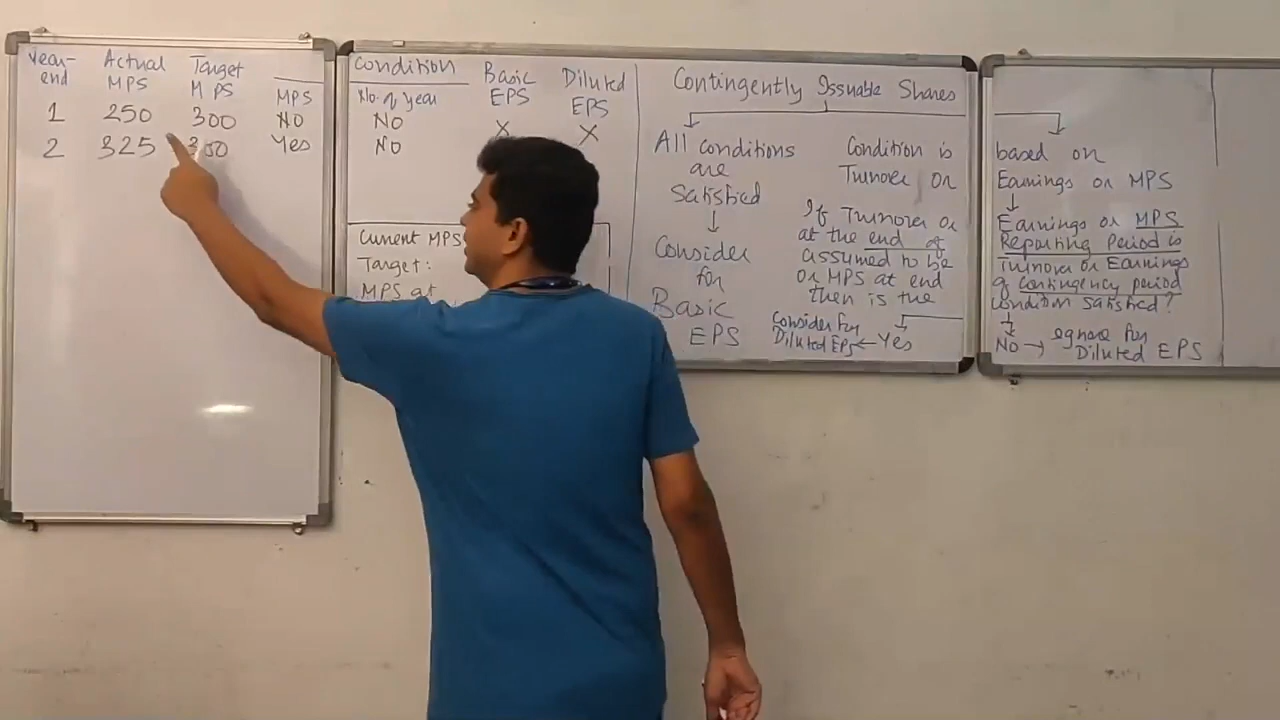 Year-end Actual MPS Target MPS MPS
1 250 300 No
2 325 300 Yes
Condition Basic EPS Diluted EPS
No. of year
No X X
No
Current MPS
Target:
MPS at
Contingently Issuable Shares
All conditions
are
Satisfied
↓
Consider
for
Basic
EPS
Condition is
Turnover or
If Turnover or
at the end of
assumed to be
or MPS at end
then is the
Consider for
Diluted EPS ← Yes
based on
Earnings or MPS
↓
Earnings or MPS
Reporting Period is
Turnover or Earnings
of Contingency period
Condition satisfied?
No → ignore for
Diluted EPS